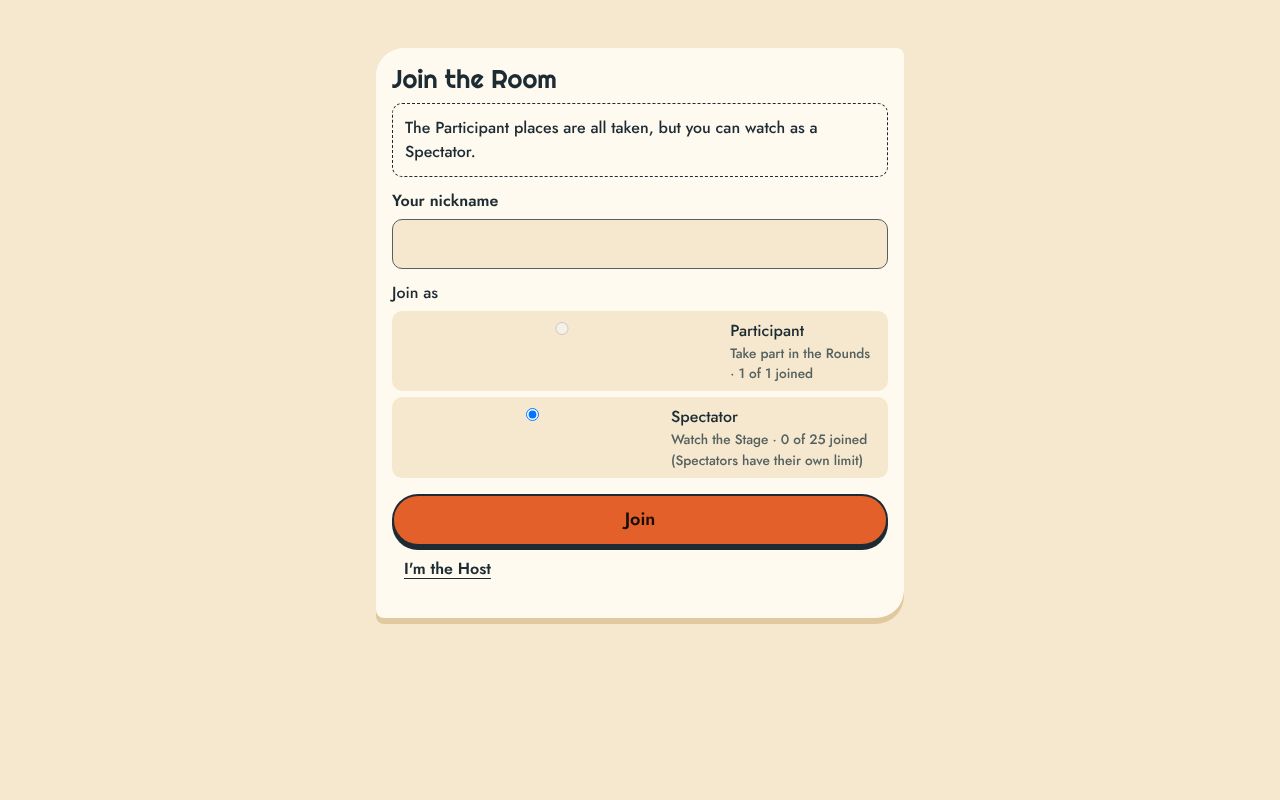 Join the Room
The Participant places are all taken, but you can watch as a
Spectator.
Your nickname
Join as
Participant
Take part in the Rounds
· 1 of 1 joined
Spectator
Watch the Stage · 0 of 25 joined
(Spectators have their own limit)
Join
I'm the Host